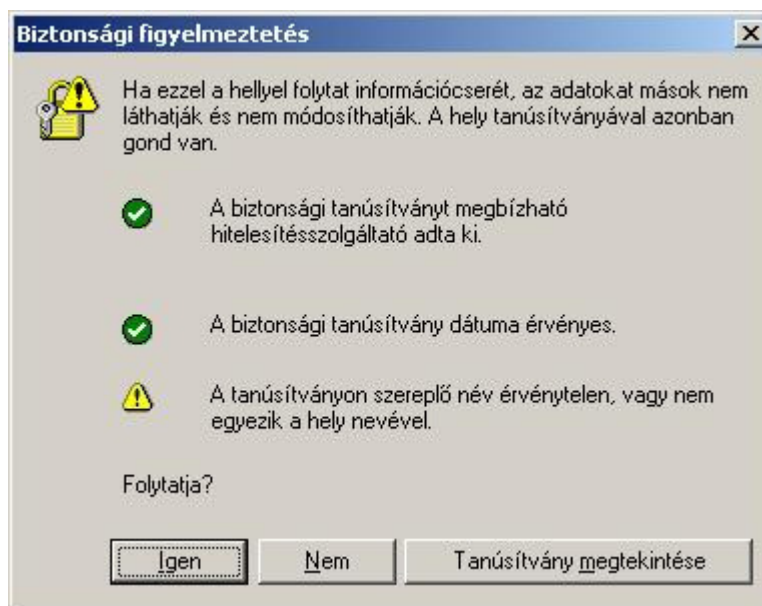 Biztonsági figyelmeztetés
Ha ezzel a hellyel folytat információcserét, az adatokat mások nem
láthatják és nem módosíthatják. A hely tanúsítványával azonban
gond van.
A biztonsági tanúsítványt megbízható
hitelesítésszolgáltató adta ki.
A biztonsági tanúsítvány dátuma érvényes.
A tanúsítványon szereplő név érvénytelen, vagy nem
egyezik a hely nevével.
Folytatja?
Igen
Nem
Tanúsítvány megtekintése